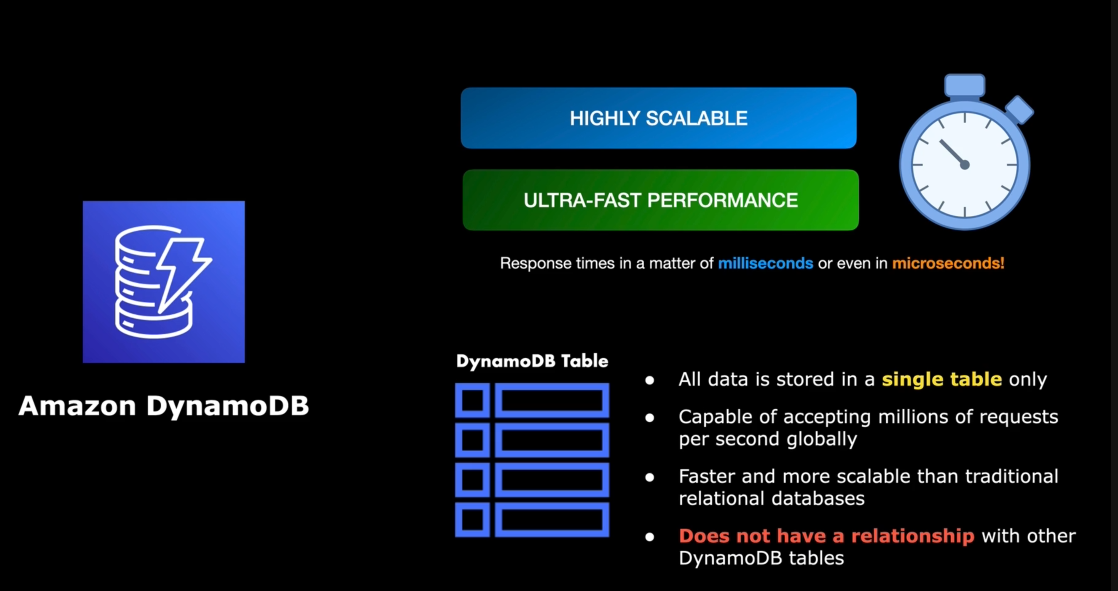 HIGHLY SCALABLE
ULTRA-FAST PERFORMANCE
Response times in a matter of milliseconds or even in microseconds!
Amazon DynamoDB
DynamoDB Table
● All data is stored in a single table only
● Capable of accepting millions of requests
per second globally
● Faster and more scalable than traditional
relational databases
● Does not have a relationship with other
DynamoDB tables